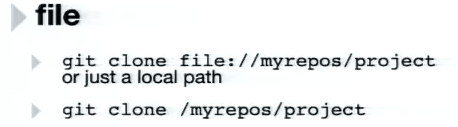 file
git clone file://myrepos/project
or just a local path
git clone /myrepos/project